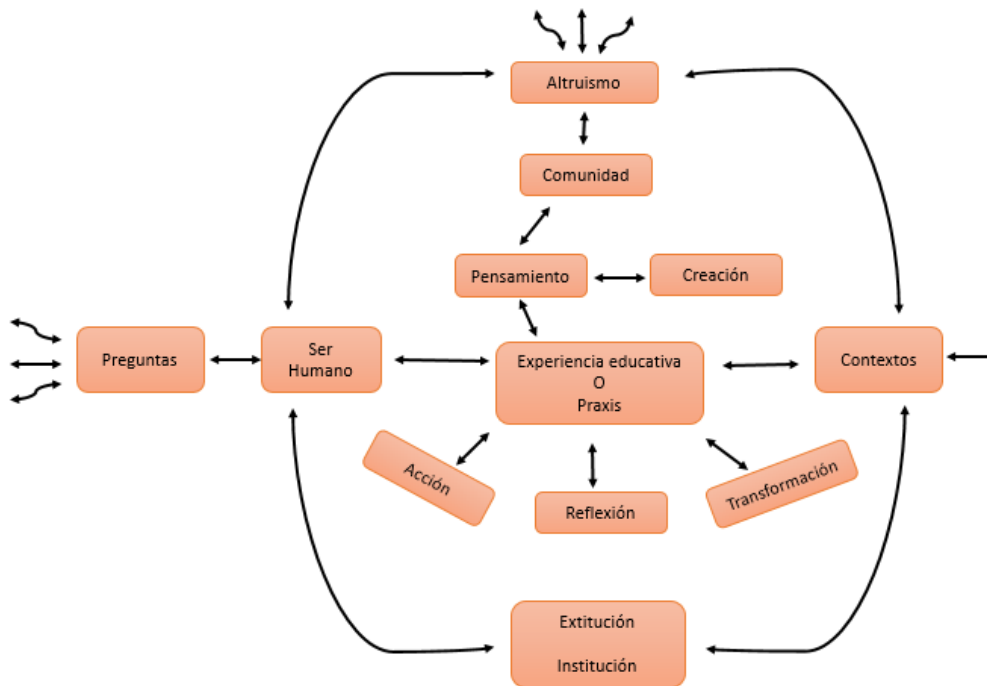 Altruismo
Comunidad
Pensamiento
Creación
Preguntas
Ser
Humano
Experiencia educativa
O
Praxis
Contextos
Acción
Reflexión
Transformación
Extitución
Institución